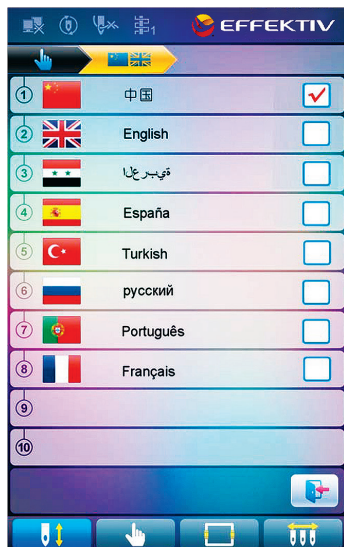 EFFEKTIV
1
1 中国
2 English
3
4 España
5 Turkish
6 русский
7 Português
8 Français
9
10